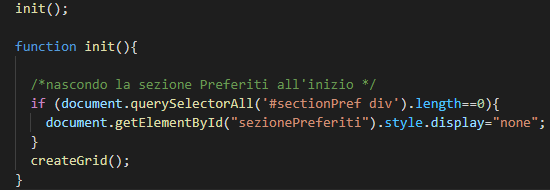 init();
function init(){
/*nascondo la sezione Preferiti all'inizio */
if (document.querySelectorAll('#sectionPref div').length==0){
document.getElementById("sezionePreferiti").style.display="none";
}
createGrid();
}